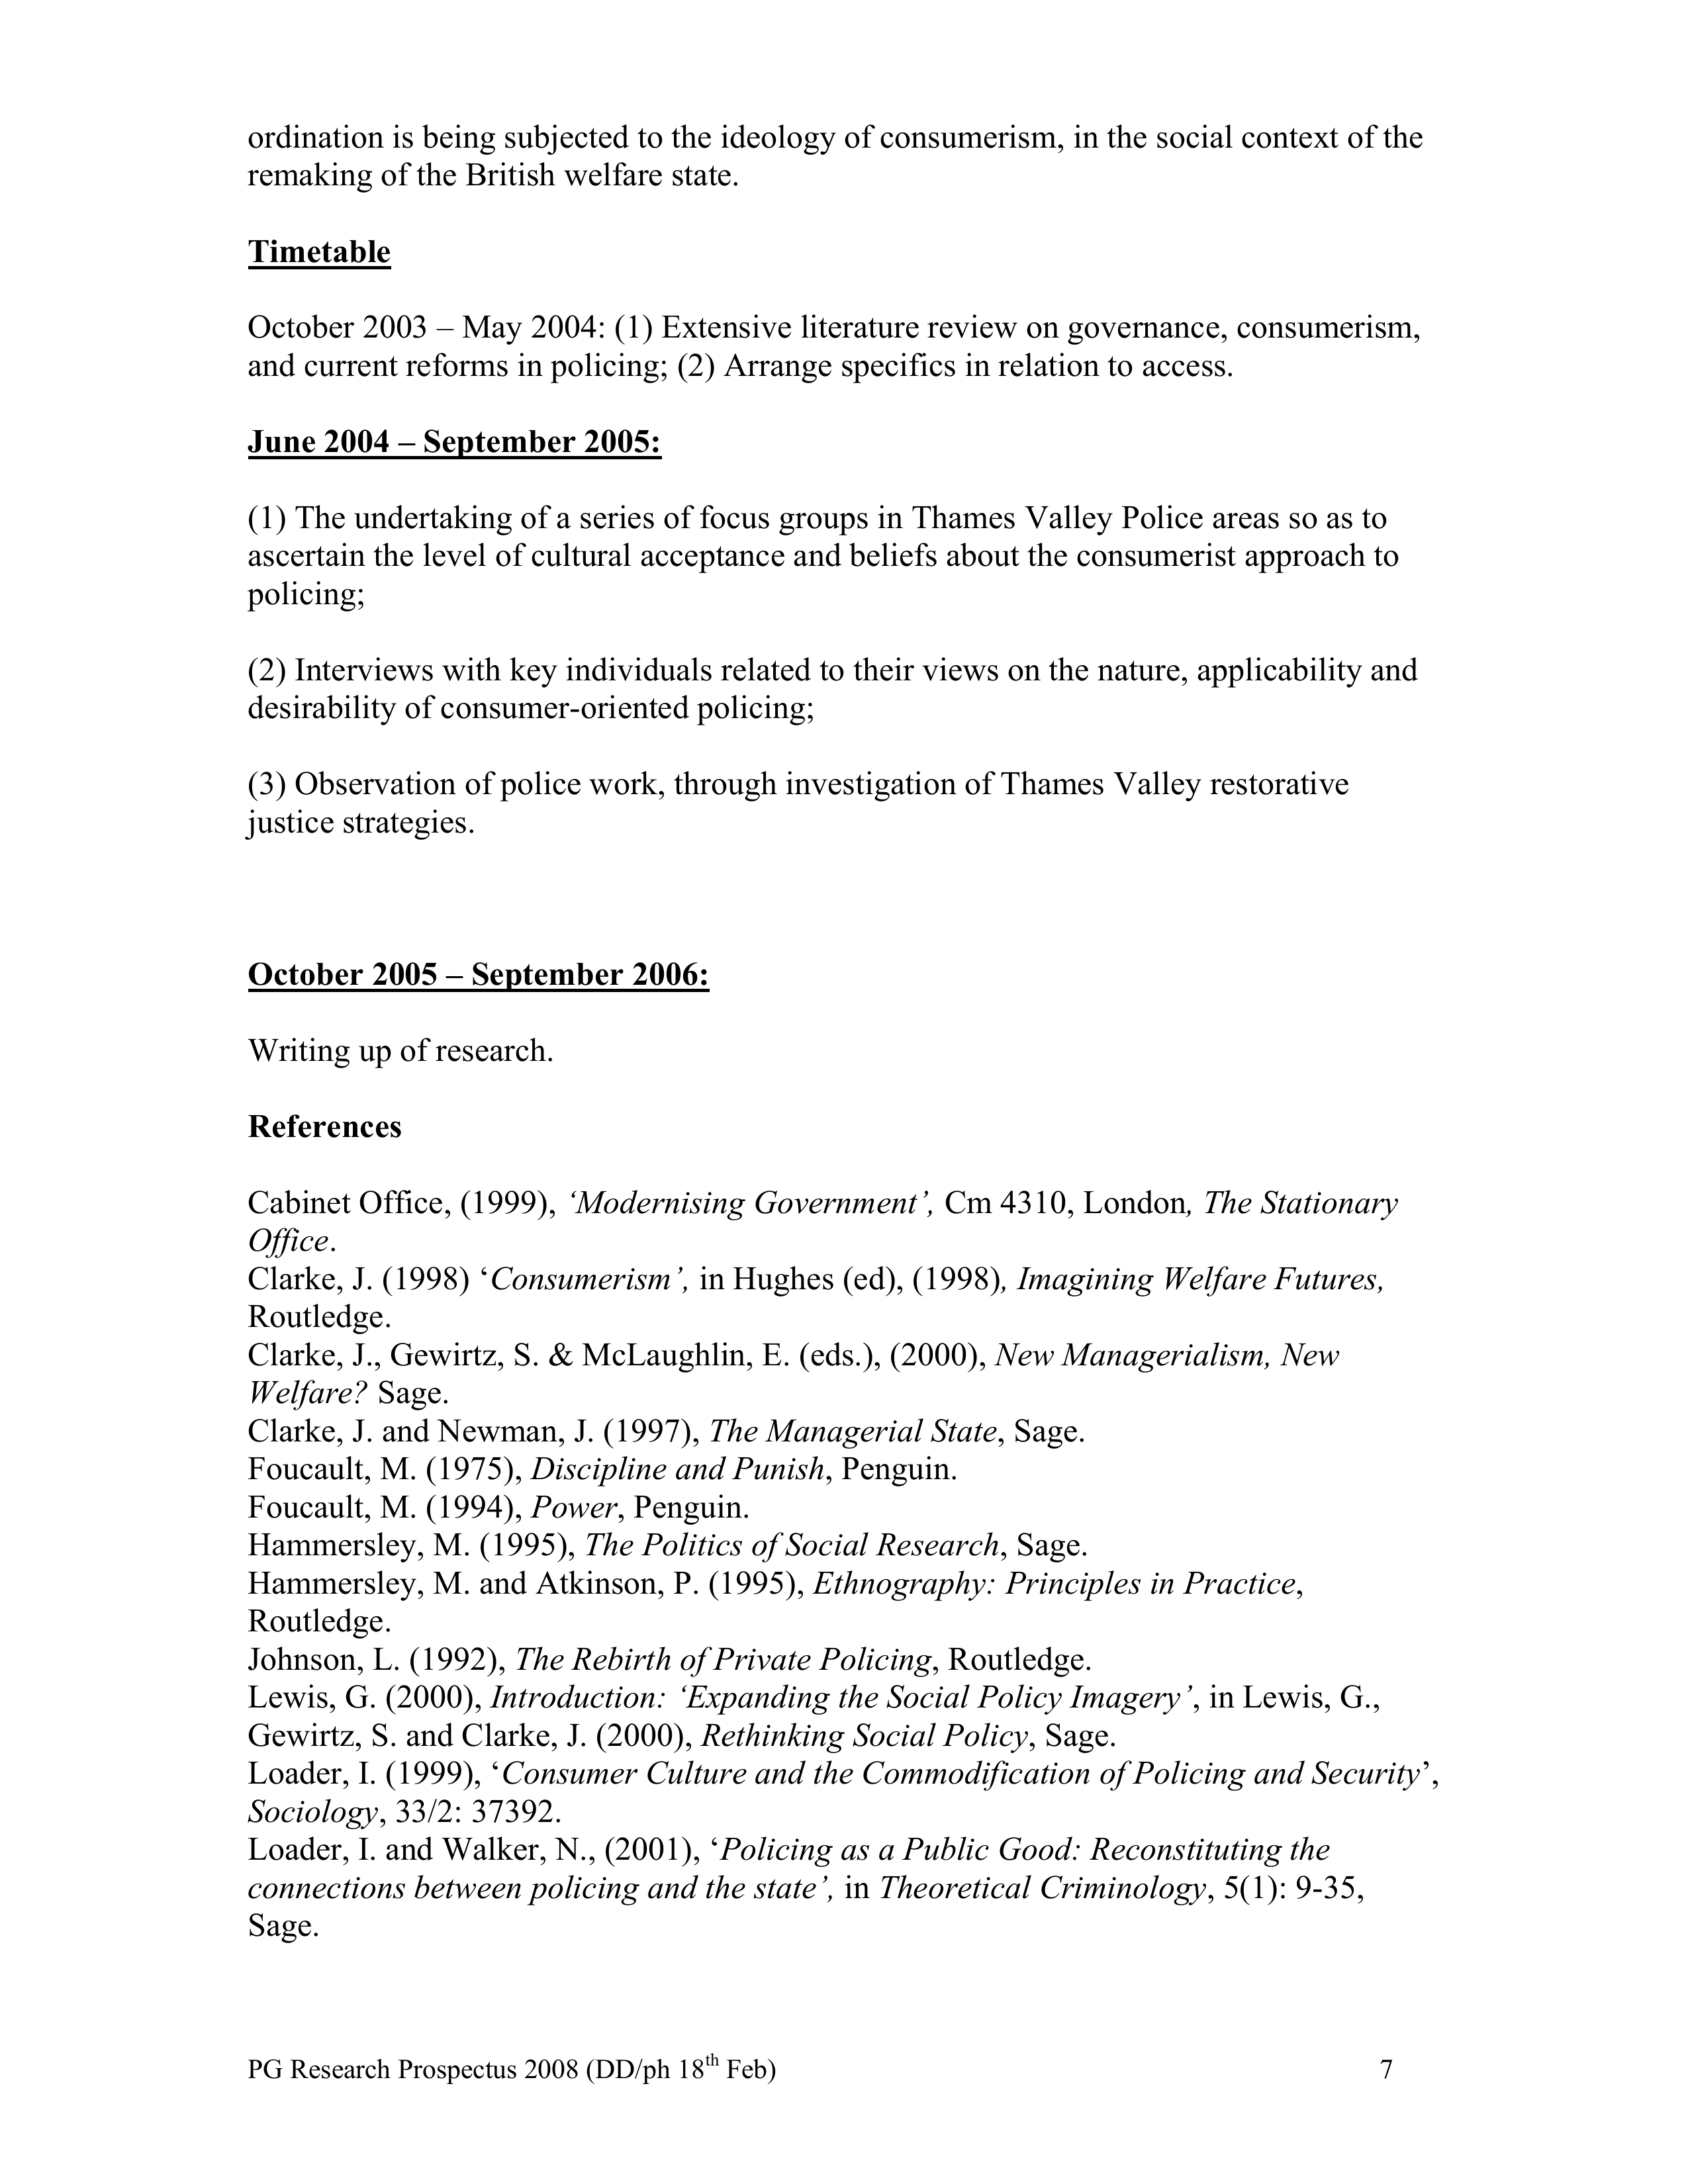 ordination is being subjected to the ideology of consumerism, in the social context of the
remaking of the British welfare state.
Timetable
October 2003 – May 2004: (1) Extensive literature review on governance, consumerism,
and current reforms in policing; (2) Arrange specifics in relation to access.
June 2004 – September 2005:
(1) The undertaking of a series of focus groups in Thames Valley Police areas so as to
ascertain the level of cultural acceptance and beliefs about the consumerist approach to
policing;
(2) Interviews with key individuals related to their views on the nature, applicability and
desirability of consumer-oriented policing;
(3) Observation of police work, through investigation of Thames Valley restorative
justice strategies.
October 2005 – September 2006:
Writing up of research.
References
Cabinet Office, (1999), ‘Modernising Government’, Cm 4310, London, The Stationary
Office.
Clarke, J. (1998) ‘Consumerism’, in Hughes (ed), (1998), Imagining Welfare Futures,
Routledge.
Clarke, J., Gewirtz, S. & McLaughlin, E. (eds.), (2000), New Managerialism, New
Welfare? Sage.
Clarke, J. and Newman, J. (1997), The Managerial State, Sage.
Foucault, M. (1975), Discipline and Punish, Penguin.
Foucault, M. (1994), Power, Penguin.
Hammersley, M. (1995), The Politics of Social Research, Sage.
Hammersley, M. and Atkinson, P. (1995), Ethnography: Principles in Practice,
Routledge.
Johnson, L. (1992), The Rebirth of Private Policing, Routledge.
Lewis, G. (2000), Introduction: ‘Expanding the Social Policy Imagery’, in Lewis, G.,
Gewirtz, S. and Clarke, J. (2000), Rethinking Social Policy, Sage.
Loader, I. (1999), ‘Consumer Culture and the Commodification of Policing and Security’,
Sociology, 33/2: 37392.
Loader, I. and Walker, N., (2001), ‘Policing as a Public Good: Reconstituting the
connections between policing and the state’, in Theoretical Criminology, 5(1): 9-35,
Sage.
PG Research Prospectus 2008 (DD/ph 18th Feb) 7